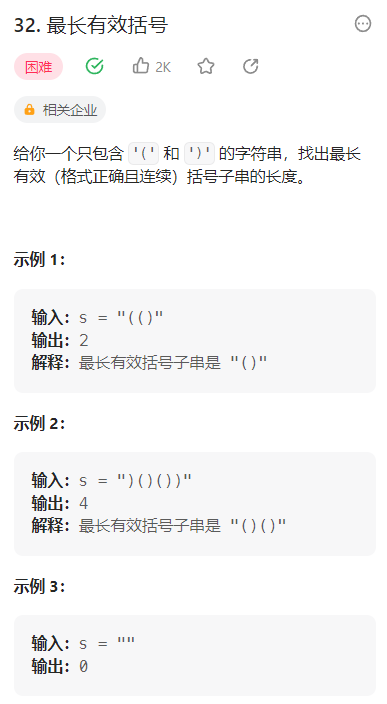 32. 最长有效括号
困难 2K
相关企业
给你一个只包含 '(' 和 ')' 的字符串，找出最长
有效（格式正确且连续）括号子串的长度。
示例 1：
输入：s = "(()"
输出：2
解释：最长有效括号子串是 "()"
示例 2：
输入：s = ")()())"
输出：4
解释：最长有效括号子串是 "()()"
示例 3：
输入：s = ""
输出：0